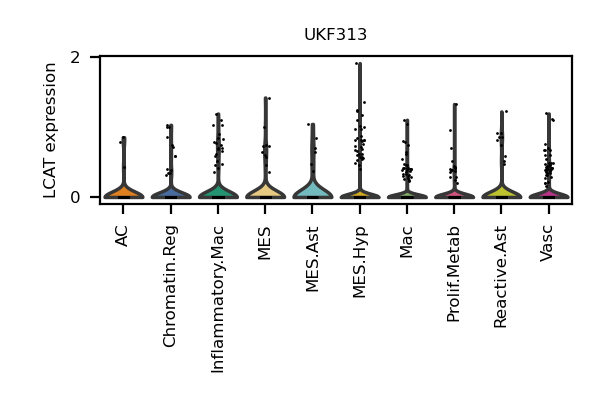 UKF313
LCAT expression
2
0
AC
Chromatin.Reg
Inflammatory.Mac
MES
MES.Ast
MES.Hyp
Mac
Prolif.Metab
Reactive.Ast
Vasc